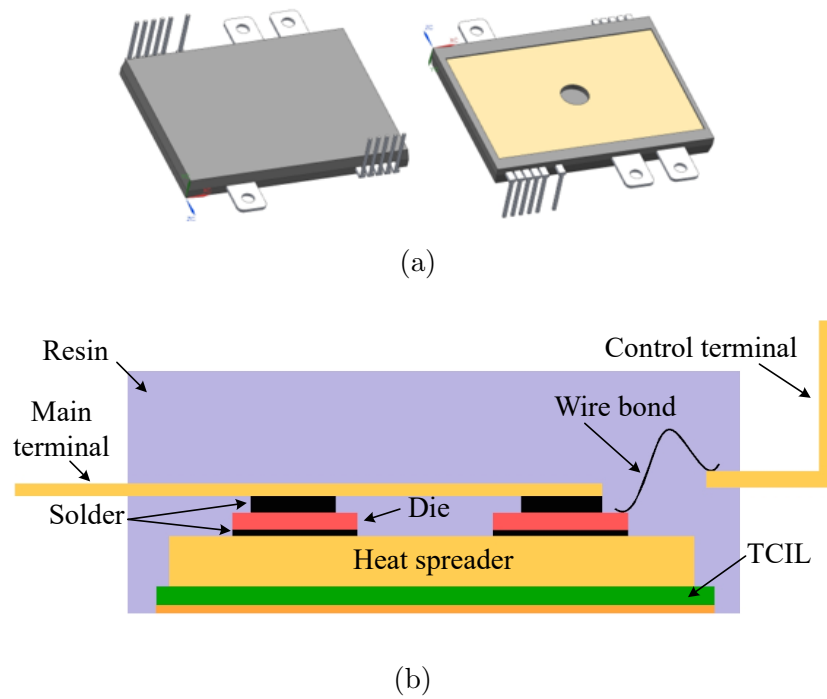 (a)
Resin
Control terminal
Main
terminal
Wire bond
Solder
Die
Heat spreader
TCIL
(b)